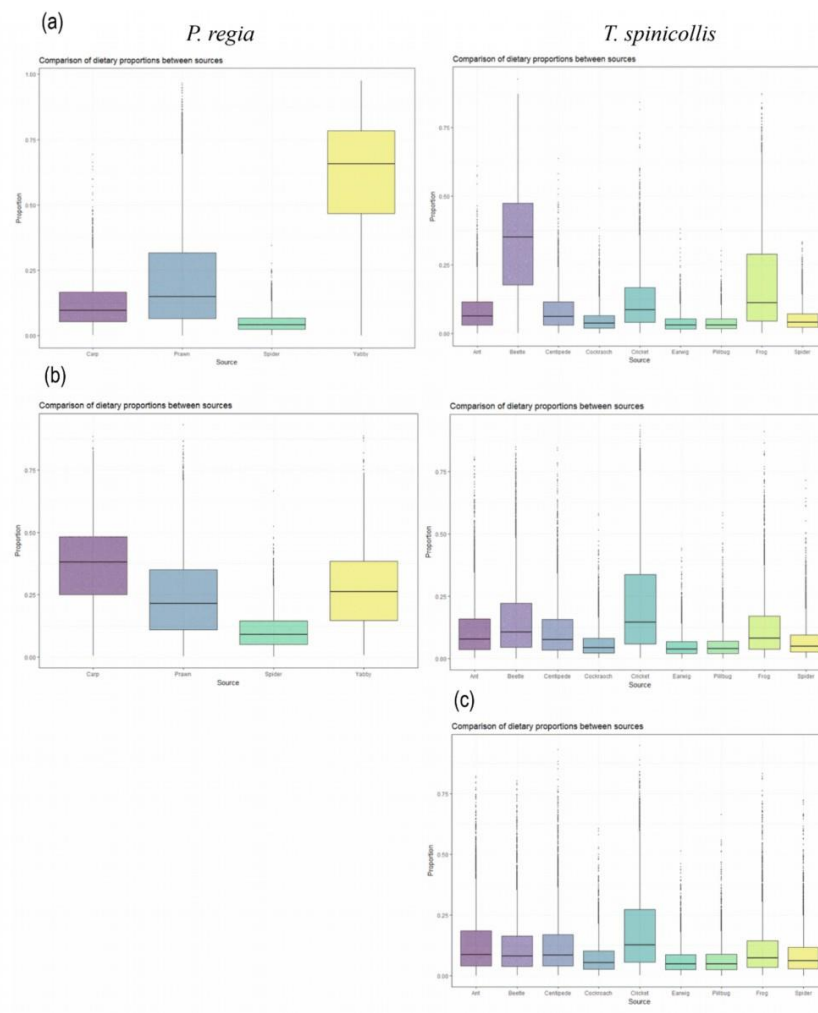 (a)
P. regia
T. spinicollis
Comparison of dietary proportions between sources
1.00
0.75
0.50
0.25
0.00
Proportion
Carp Prawn Spider Yabby
Source
Comparison of dietary proportions between sources
0.75
0.50
0.25
0.00
Proportion
Ant Beetle Centipede Cockroach Cricket Earwig Pillbug Frog Spider
Source
(b)
Comparison of dietary proportions between sources
0.75
0.50
0.25
0.00
Proportion
Carp Prawn Spider Yabby
Source
Comparison of dietary proportions between sources
0.75
0.50
0.25
0.00
Proportion
Ant Beetle Centipede Cockroach Cricket Earwig Pillbug Frog Spider
Source
(c)
Comparison of dietary proportions between sources
0.75
0.50
0.25
0.00
Proportion
Ant Beetle Centipede Cockroach Cricket Earwig Pillbug Frog Spider
Source